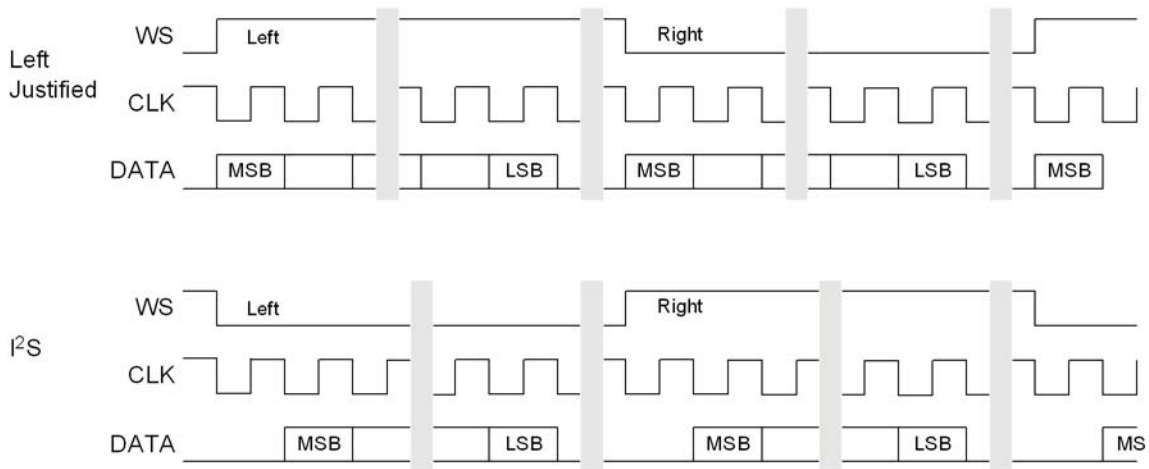 WS Left Right
Left
Justified
CLK
DATA MSB LSB MSB LSB MSB
WS Left Right
I²S
CLK
DATA MSB LSB MSB LSB MS